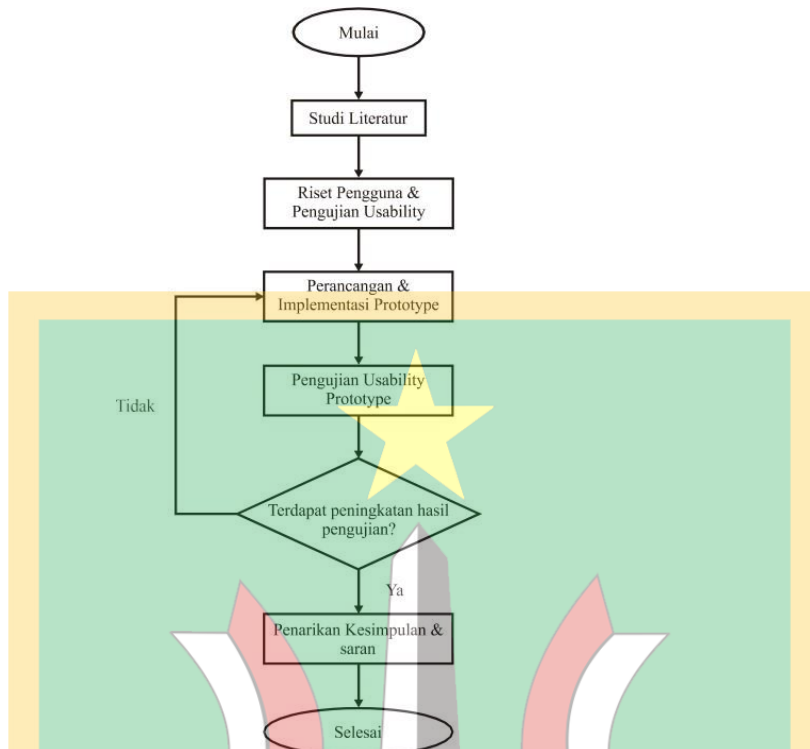 Mulai
Studi Literatur
Riset Pengguna &
Pengujian Usability
Perancangan &
Implementasi Prototype
Pengujian Usability
Prototype
Tidak
Terdapat peningkatan hasil
pengujian?
Ya
Penarikan Kesimpulan &
saran
Selesai